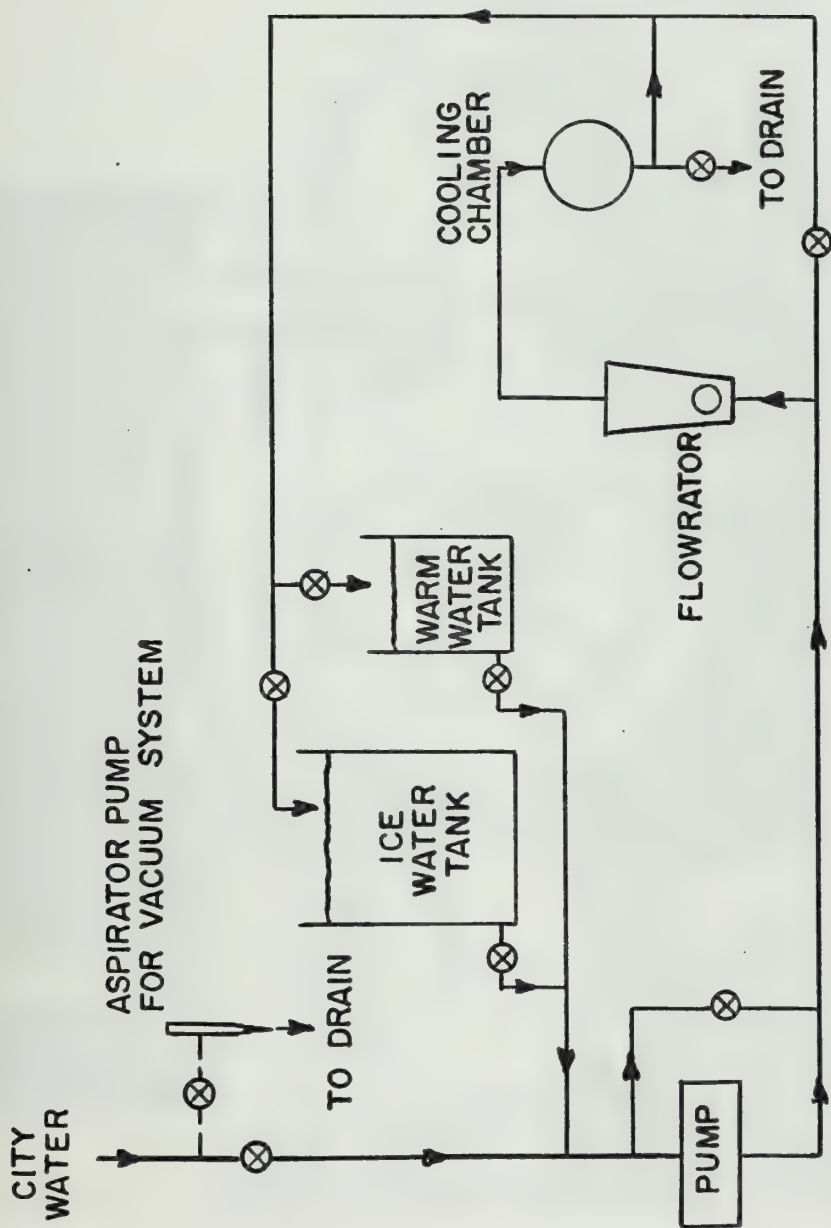 CITY
WATER
ASPIRATOR PUMP
FOR VACUUM SYSTEM
TO DRAIN
ICE
WATER
TANK
WARM
WATER
TANK
COOLING
CHAMBER
TO DRAIN
FLOWRATOR
PUMP